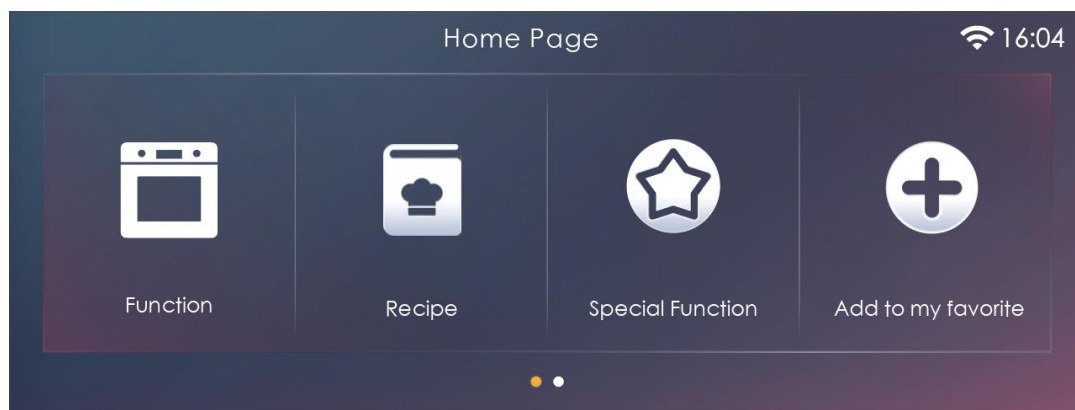 Home Page
16:04
Function
Recipe
Special Function
Add to my favorite